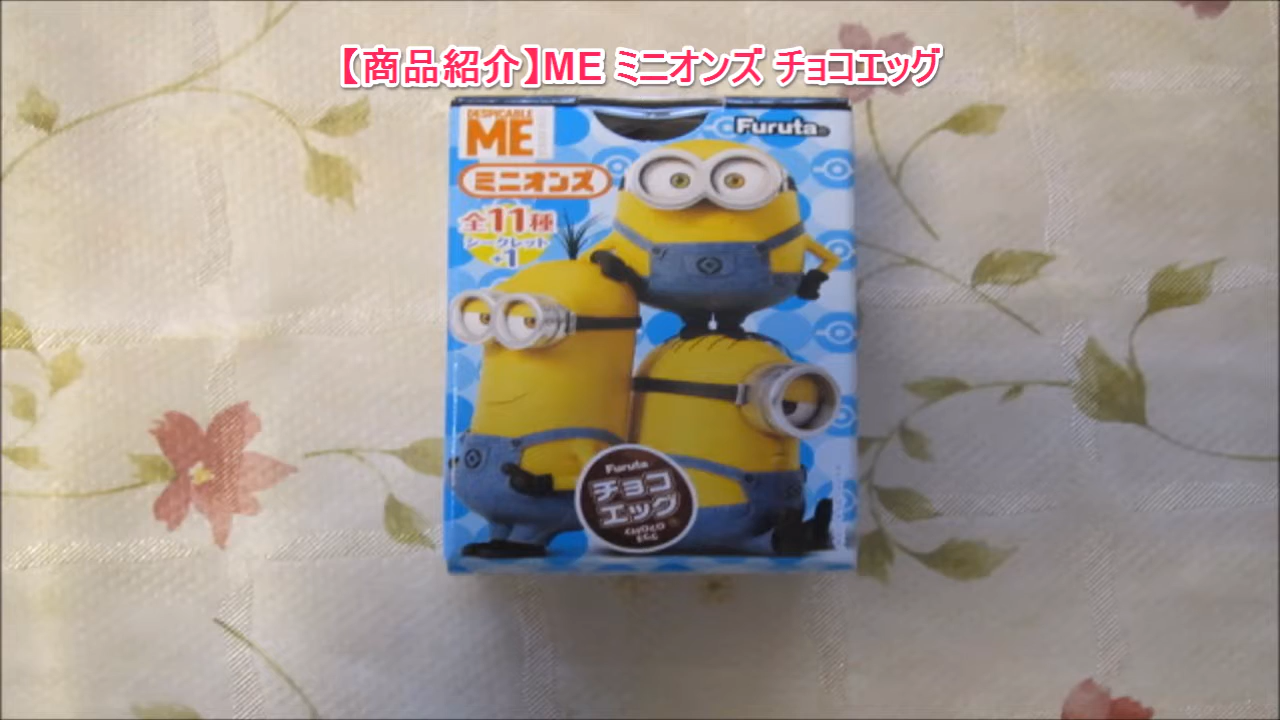 【商品紹介】ME ミニオンズ チョコエッグ
DESPICABLE
ME
Furuta
ミニオンズ
全11種
シークレット
+1
Furuta
チョコ
エッグ
CHOCO
EGG